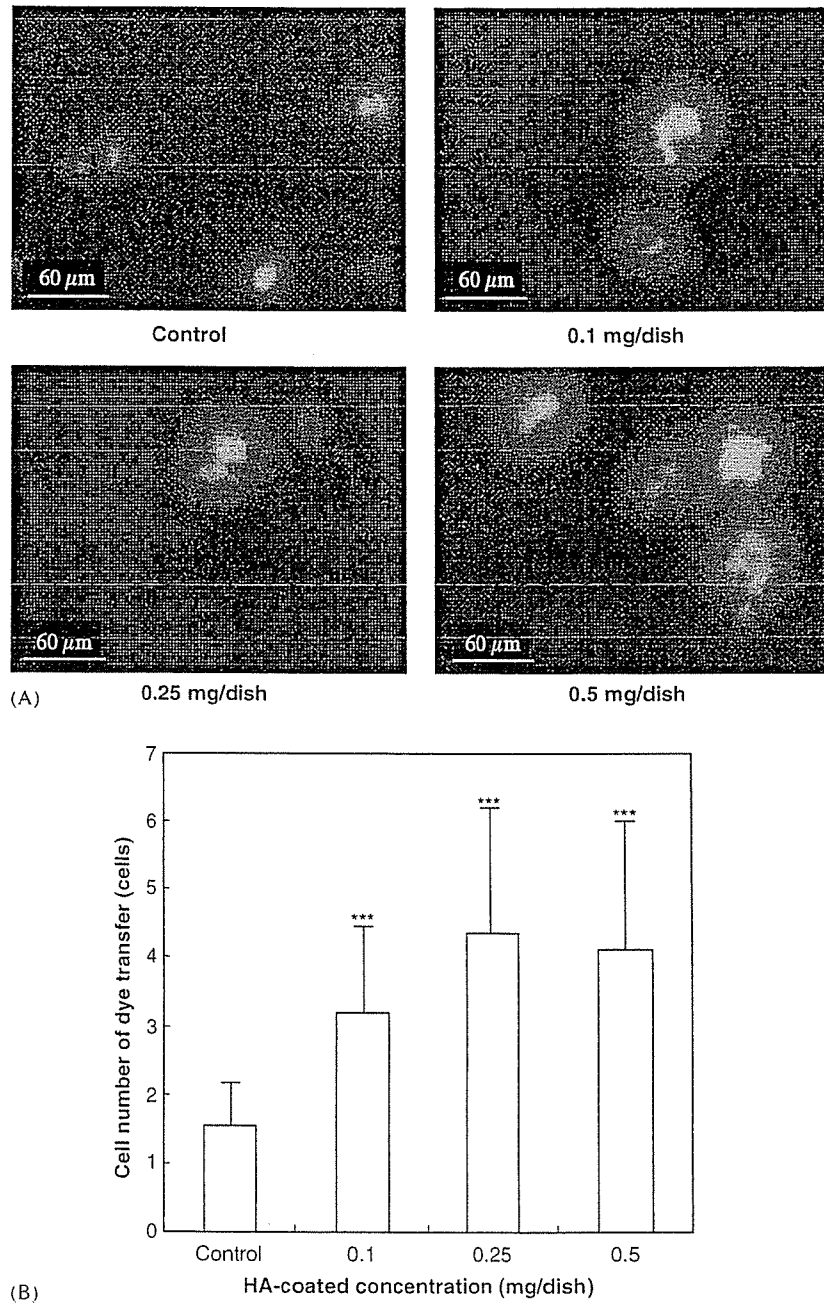 60 μm
60 μm
Control
0.1 mg/dish
60 μm
60 μm
(A)
0.25 mg/dish
0.5 mg/dish
7
6
5
4
3
2
1
0
Cell number of dye transfer (cells)
***
***
***
Control
0.1
0.25
0.5
(B)
HA-coated concentration (mg/dish)